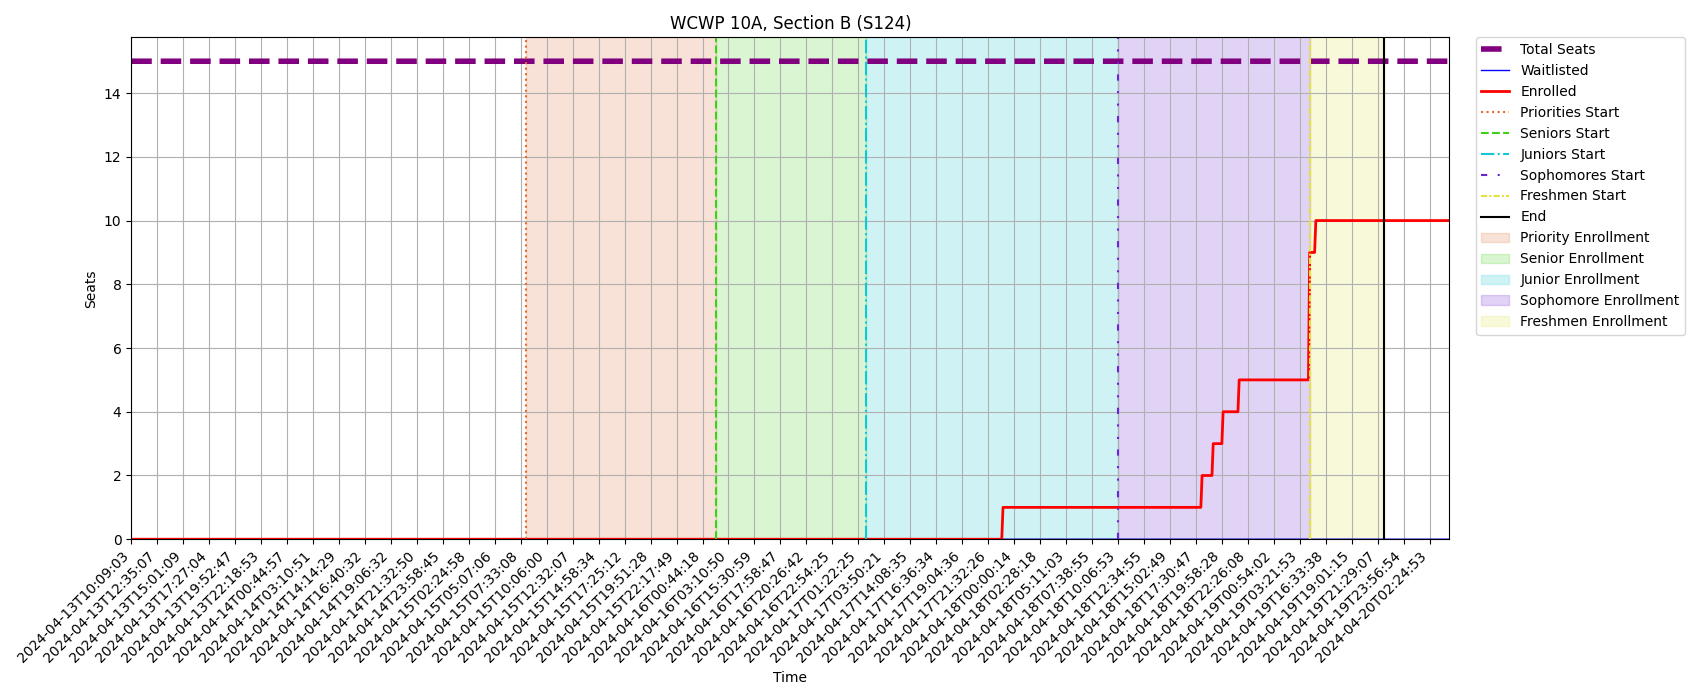 WCWP 10A, Section B (S124)
Seats
14
12
10
8
6
4
2
0
2024-04-13T10:09:03
2024-04-13T12:35:07
2024-04-13T15:01:09
2024-04-13T17:27:04
2024-04-13T19:52:47
2024-04-13T22:18:53
2024-04-14T00:44:57
2024-04-14T03:10:51
2024-04-14T14:14:29
2024-04-14T16:40:32
2024-04-14T19:06:32
2024-04-14T21:32:50
2024-04-14T23:58:45
2024-04-15T02:24:58
2024-04-15T05:07:06
2024-04-15T07:33:08
2024-04-15T10:06:00
2024-04-15T12:32:07
2024-04-15T14:58:34
2024-04-15T17:25:12
2024-04-15T19:51:28
2024-04-15T22:17:49
2024-04-16T00:44:18
2024-04-16T03:10:50
2024-04-16T15:30:59
2024-04-16T17:58:47
2024-04-16T20:26:42
2024-04-16T22:54:25
2024-04-17T01:22:25
2024-04-17T03:50:21
2024-04-17T14:08:35
2024-04-17T16:36:34
2024-04-17T19:04:36
2024-04-17T21:32:26
2024-04-18T00:00:14
2024-04-18T02:28:18
2024-04-18T05:11:03
2024-04-18T07:38:55
2024-04-18T10:06:53
2024-04-18T12:34:55
2024-04-18T15:02:49
2024-04-18T17:30:47
2024-04-18T19:58:28
2024-04-18T22:26:08
2024-04-19T00:54:02
2024-04-19T03:21:53
2024-04-19T16:33:38
2024-04-19T19:01:15
2024-04-19T21:29:07
2024-04-19T23:56:54
2024-04-20T02:24:53
Time
Total Seats
Waitlisted
Enrolled
Priorities Start
Seniors Start
Juniors Start
Sophomores Start
Freshmen Start
End
Priority Enrollment
Senior Enrollment
Junior Enrollment
Sophomore Enrollment
Freshmen Enrollment